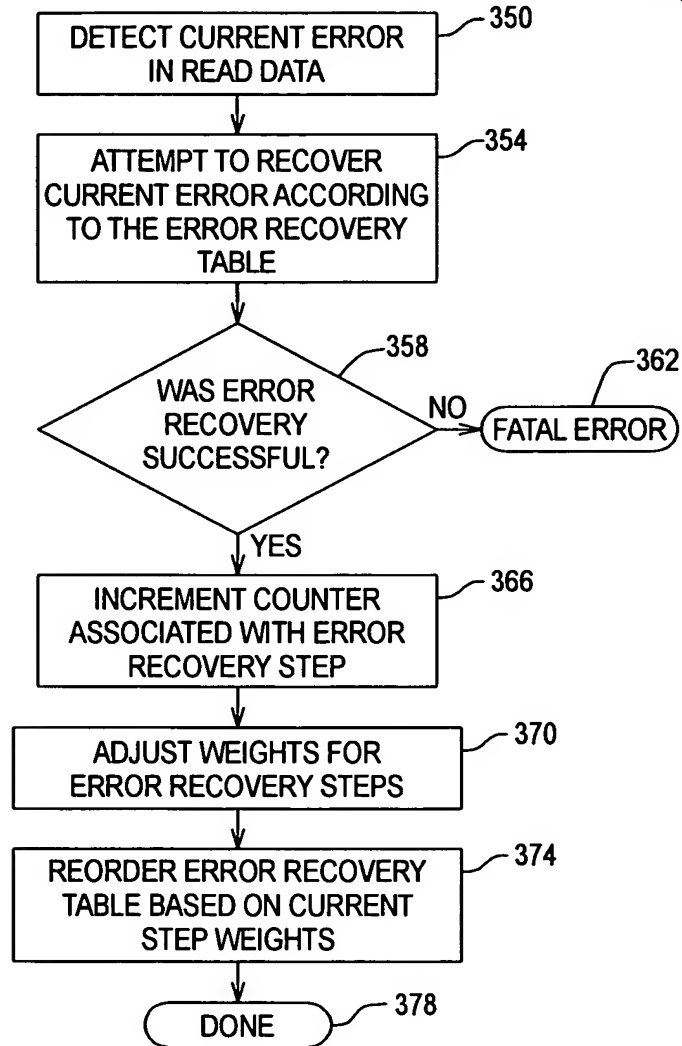 350
DETECT CURRENT ERROR
IN READ DATA
354
ATTEMPT TO RECOVER
CURRENT ERROR ACCORDING
TO THE ERROR RECOVERY
TABLE
358
WAS ERROR
RECOVERY
SUCCESSFUL?
NO
362
FATAL ERROR
YES
366
INCREMENT COUNTER
ASSOCIATED WITH ERROR
RECOVERY STEP
370
ADJUST WEIGHTS FOR
ERROR RECOVERY STEPS
374
REORDER ERROR RECOVERY
TABLE BASED ON CURRENT
STEP WEIGHTS
378
DONE